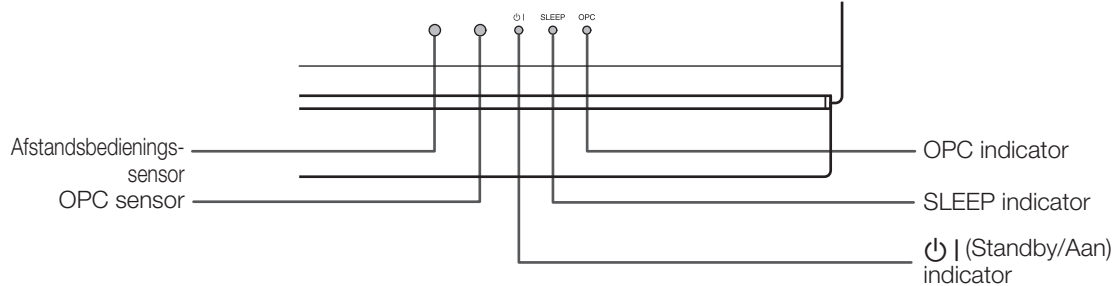 ⏻ | SLEEP OPC
Afstandsbedienings-
sensor
OPC sensor
OPC indicator
SLEEP indicator
⏻ | (Standby/Aan)
indicator